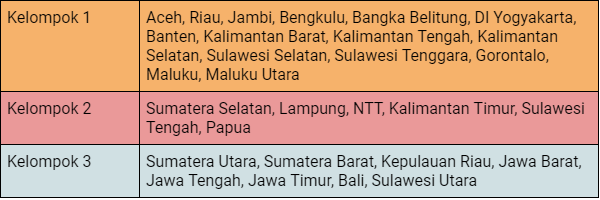 Kelompok 1
Aceh, Riau, Jambi, Bengkulu, Bangka Belitung, DI Yogyakarta,
Banten, Kalimantan Barat, Kalimantan Tengah, Kalimantan
Selatan, Sulawesi Selatan, Sulawesi Tenggara, Gorontalo,
Maluku, Maluku Utara
Kelompok 2
Sumatera Selatan, Lampung, NTT, Kalimantan Timur, Sulawesi
Tengah, Papua
Kelompok 3
Sumatera Utara, Sumatera Barat, Kepulauan Riau, Jawa Barat,
Jawa Tengah, Jawa Timur, Bali, Sulawesi Utara